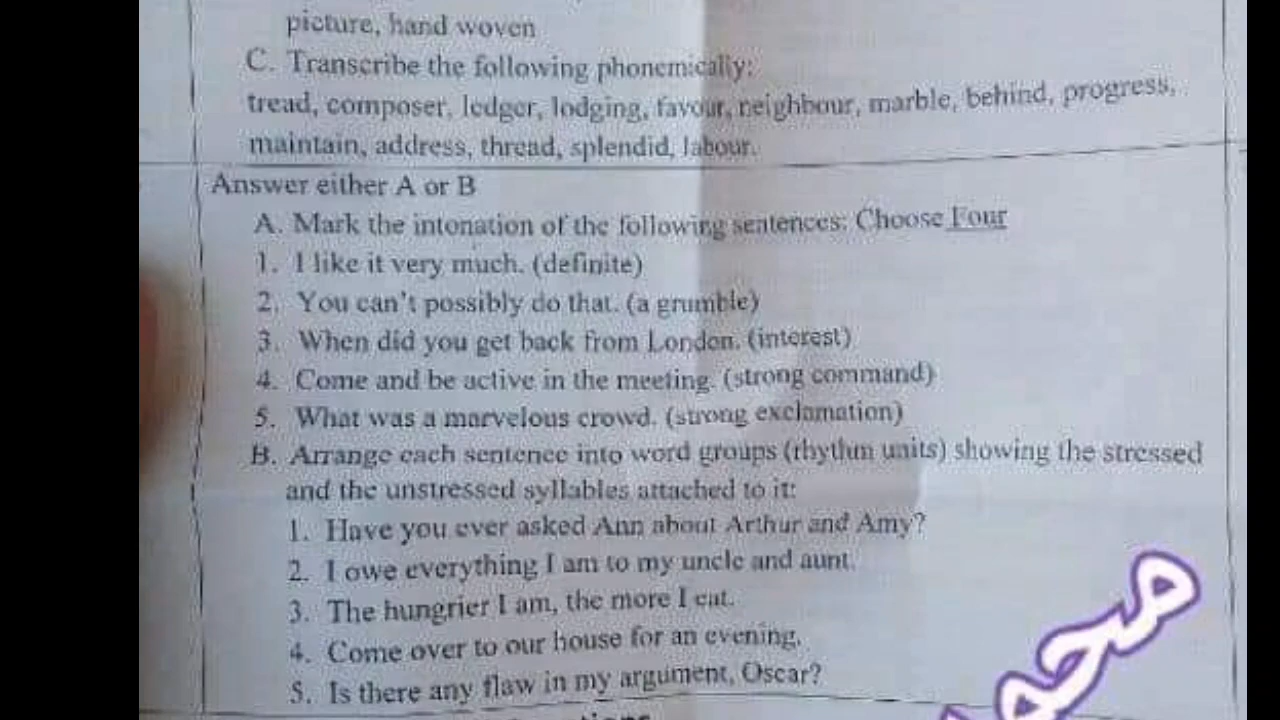 picture, hand woven
C. Transcribe the following phonemically:
tread, composer, ledger, lodging, favour, neighbour, marble, behind, progress,
maintain, address, thread, splendid, labour.
Answer either A or B
A. Mark the intonation of the following sentences: Choose Four
1. I like it very much. (definite)
2. You can't possibly do that. (a grumble)
3. When did you get back from London. (interest)
4. Come and be active in the meeting. (strong command)
5. What was a marvelous crowd. (strong exclamation)
B. Arrange each sentence into word groups (rhythm units) showing the stressed
and the unstressed syllables attached to it:
1. Have you ever asked Ann about Arthur and Amy?
2. I owe everything I am to my uncle and aunt.
3. The hungrier I am, the more I eat.
4. Come over to our house for an evening.
5. Is there any flaw in my argument, Oscar?